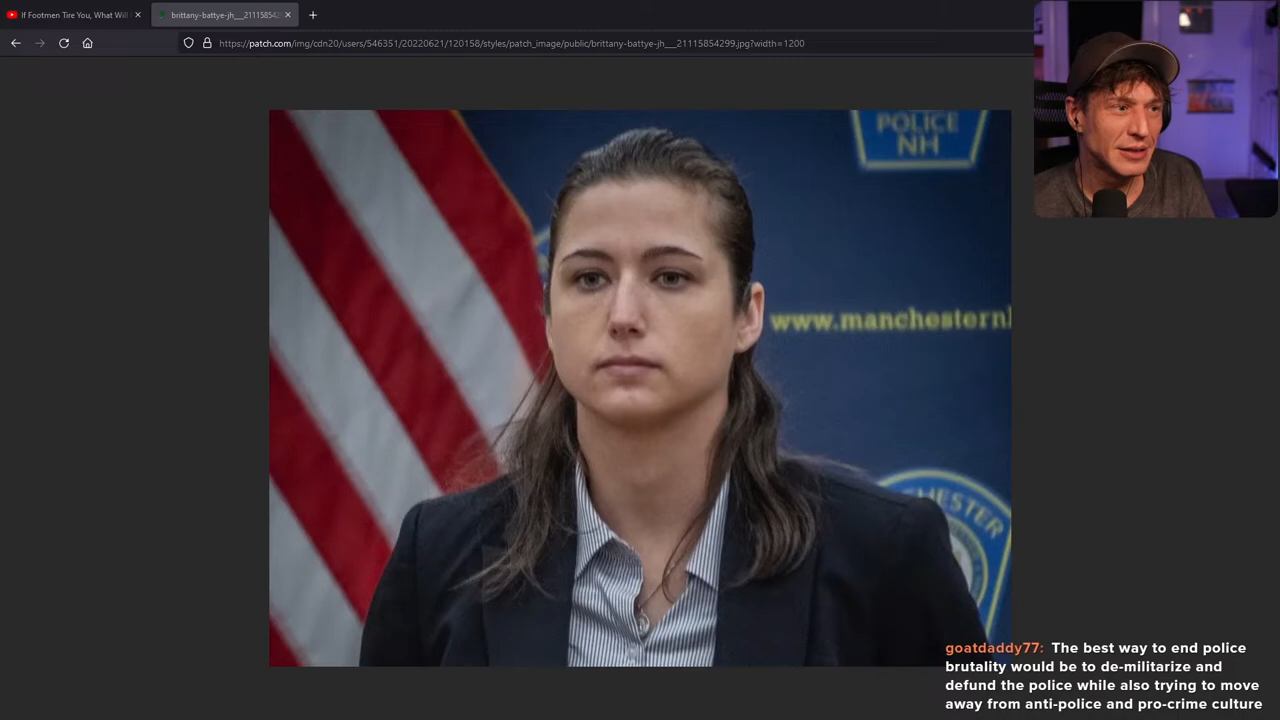 If Footmen Tire You, What Will
brittany-battye-jh___2111585429
https://patch.com/img/cdn20/users/546351/20220621/120158/styles/patch_image/public/brittany-battye-jh___21115854299.jpg?width=1200
POLICE
NH
www.manchestern
CHESTER
goatdaddy77: The best way to end police
brutality would be to de-militarize and
defund the police while also trying to move
away from anti-police and pro-crime culture